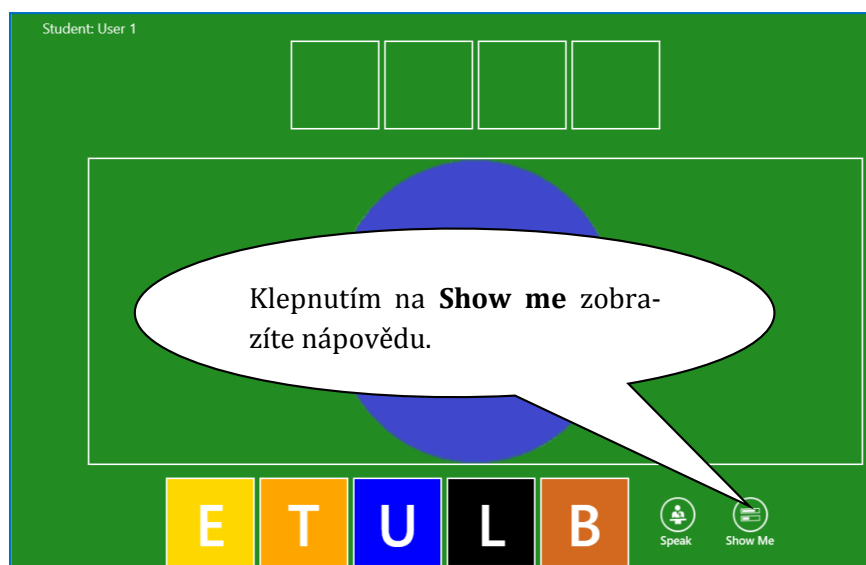 Student: User 1
Klepnutím na Show me zobra-
zíte nápovědu.
E T U L B
Speak
Show Me